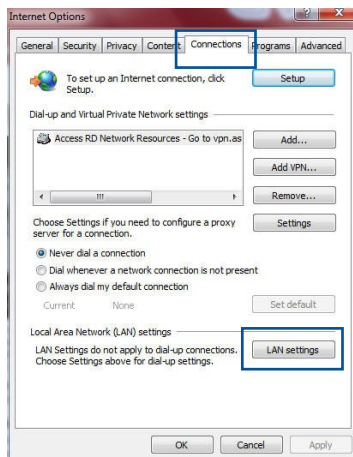 Internet Options
General Security Privacy Content Connections Programs Advanced
To set up an Internet connection, click
Setup.
Setup
Dial-up and Virtual Private Network settings
Access RD Network Resources - Go to vpn.as
Add...
Add VPN...
Remove...
Choose Settings if you need to configure a proxy
server for a connection.
Settings
Never dial a connection
Dial whenever a network connection is not present
Always dial my default connection
Current None
Set default
Local Area Network (LAN) settings
LAN Settings do not apply to dial-up connections.
Choose Settings above for dial-up settings.
LAN settings
OK Cancel Apply